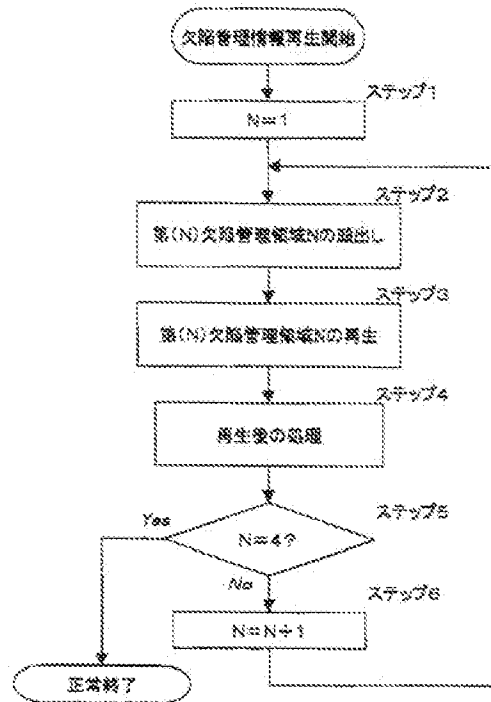 欠陥管理情報再生開始
ステップ1
N=1
ステップ2
第(N)欠陥管理領域Nの頭出し
ステップ3
第(N)欠陥管理領域Nの再生
ステップ4
再生後の処理
ステップ5
Yes
N=4?
No
ステップ6
N=N+1
正常終了